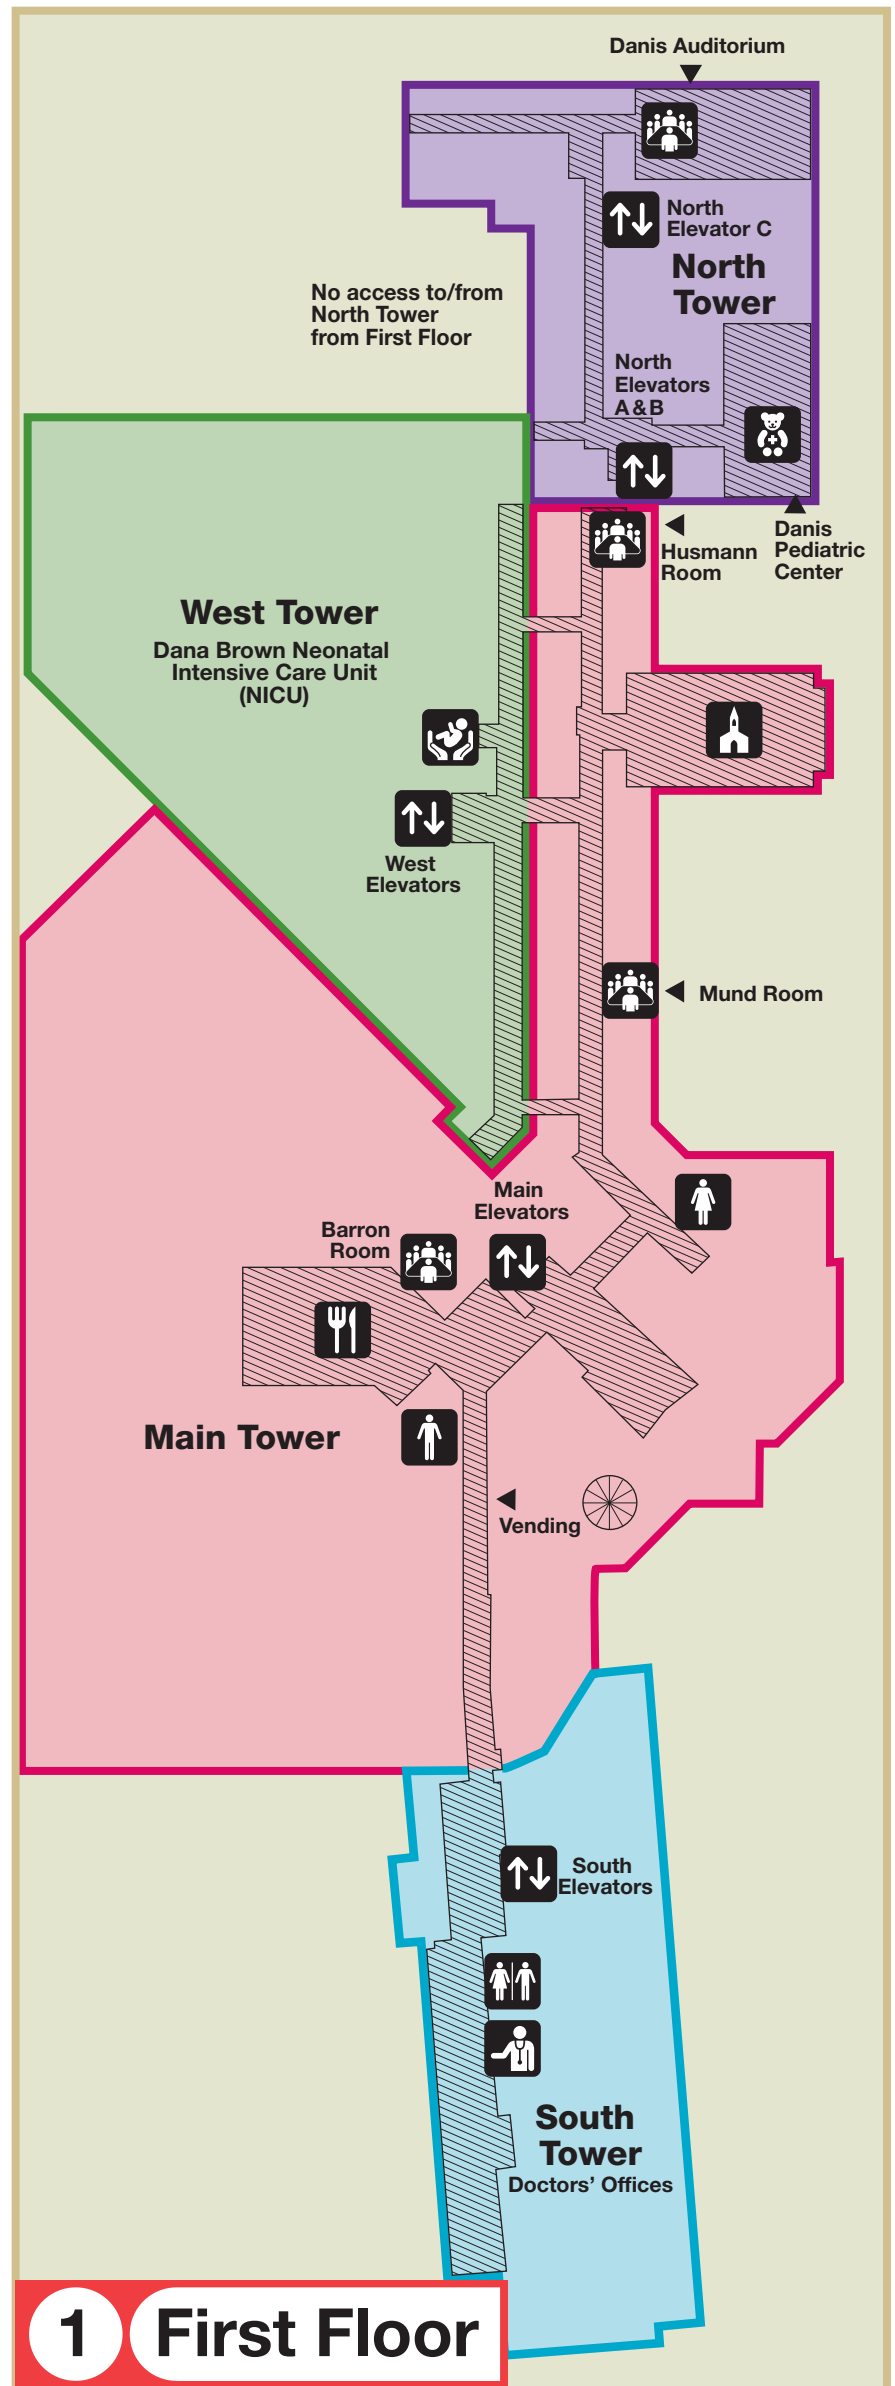 Danis Auditorium
North
Elevator C
North
Tower
No access to/from
North Tower
from First Floor
North
Elevators
A & B
Husmann
Room
Danis
Pediatric
Center
West Tower
Dana Brown Neonatal
Intensive Care Unit
(NICU)
West
Elevators
Mund Room
Main
Elevators
Barron
Room
Main Tower
Vending
South
Elevators
South
Tower
Doctors' Offices
1 First Floor